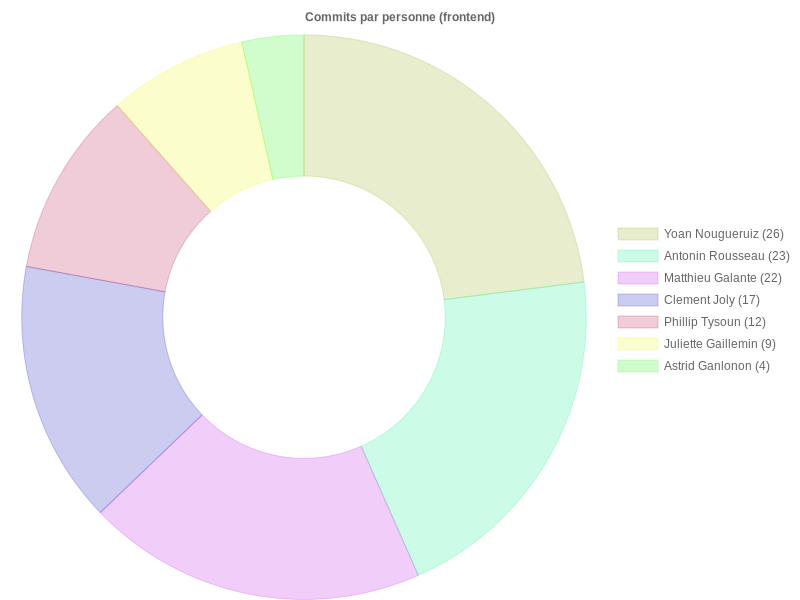 Commits par personne (frontend)
Yoan Nougueruiz (26)
Antonin Rousseau (23)
Matthieu Galante (22)
Clement Joly (17)
Phillip Tysoun (12)
Juliette Gaillemin (9)
Astrid Ganlonon (4)